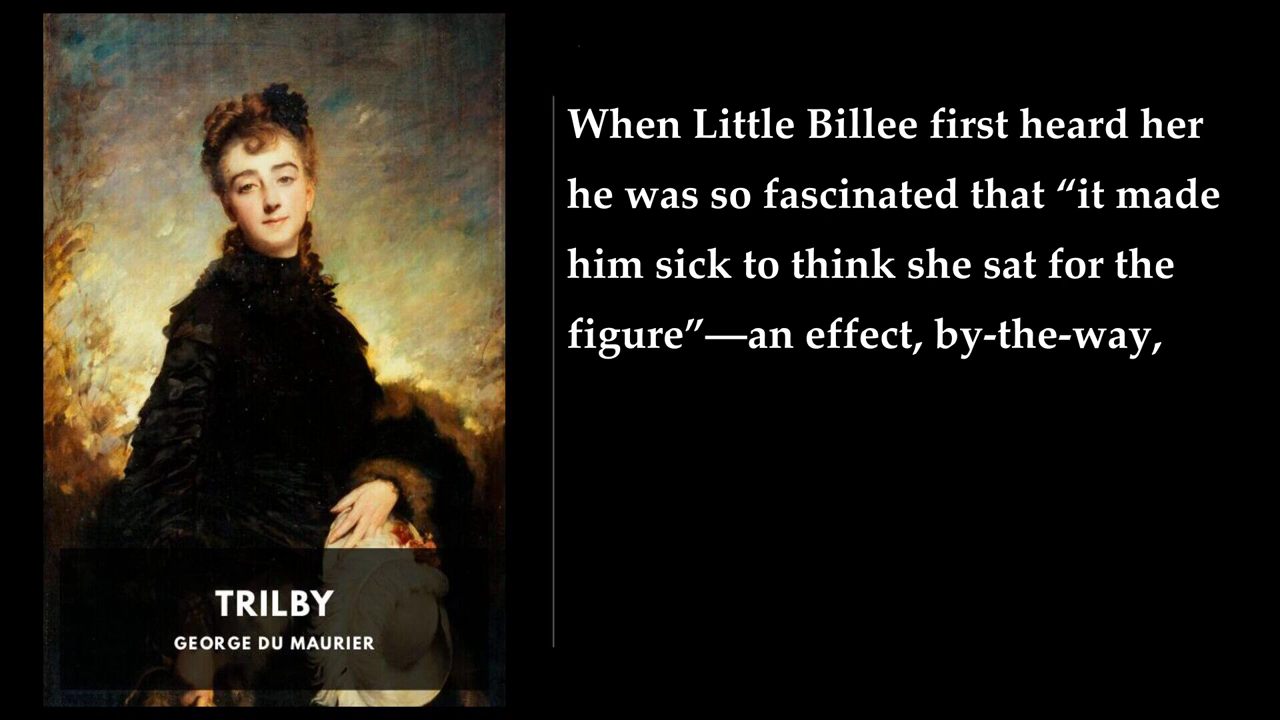 TRILBY
GEORGE DU MAURIER
When Little Billee first heard her
he was so fascinated that “it made
him sick to think she sat for the
figure”—an effect, by-the-way,